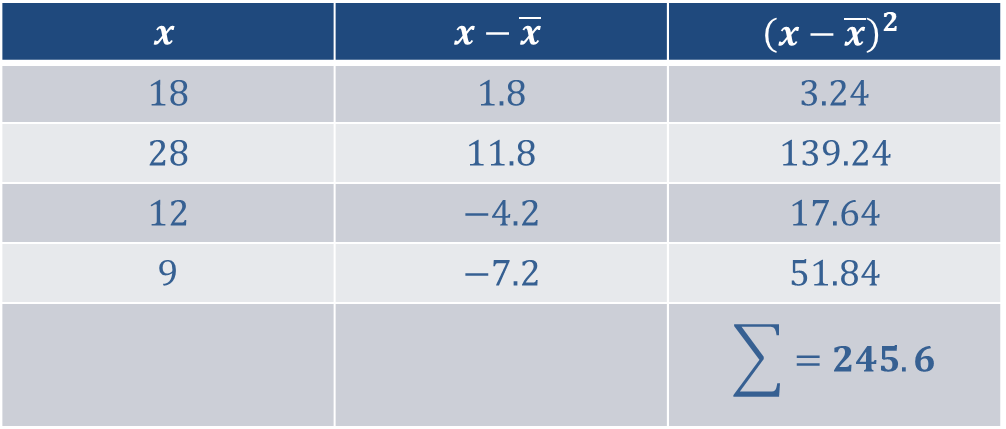 x x − x̅ (x − x̅)²
18 1.8 3.24
28 11.8 139.24
12 −4.2 17.64
9 −7.2 51.84
∑ = 245.6